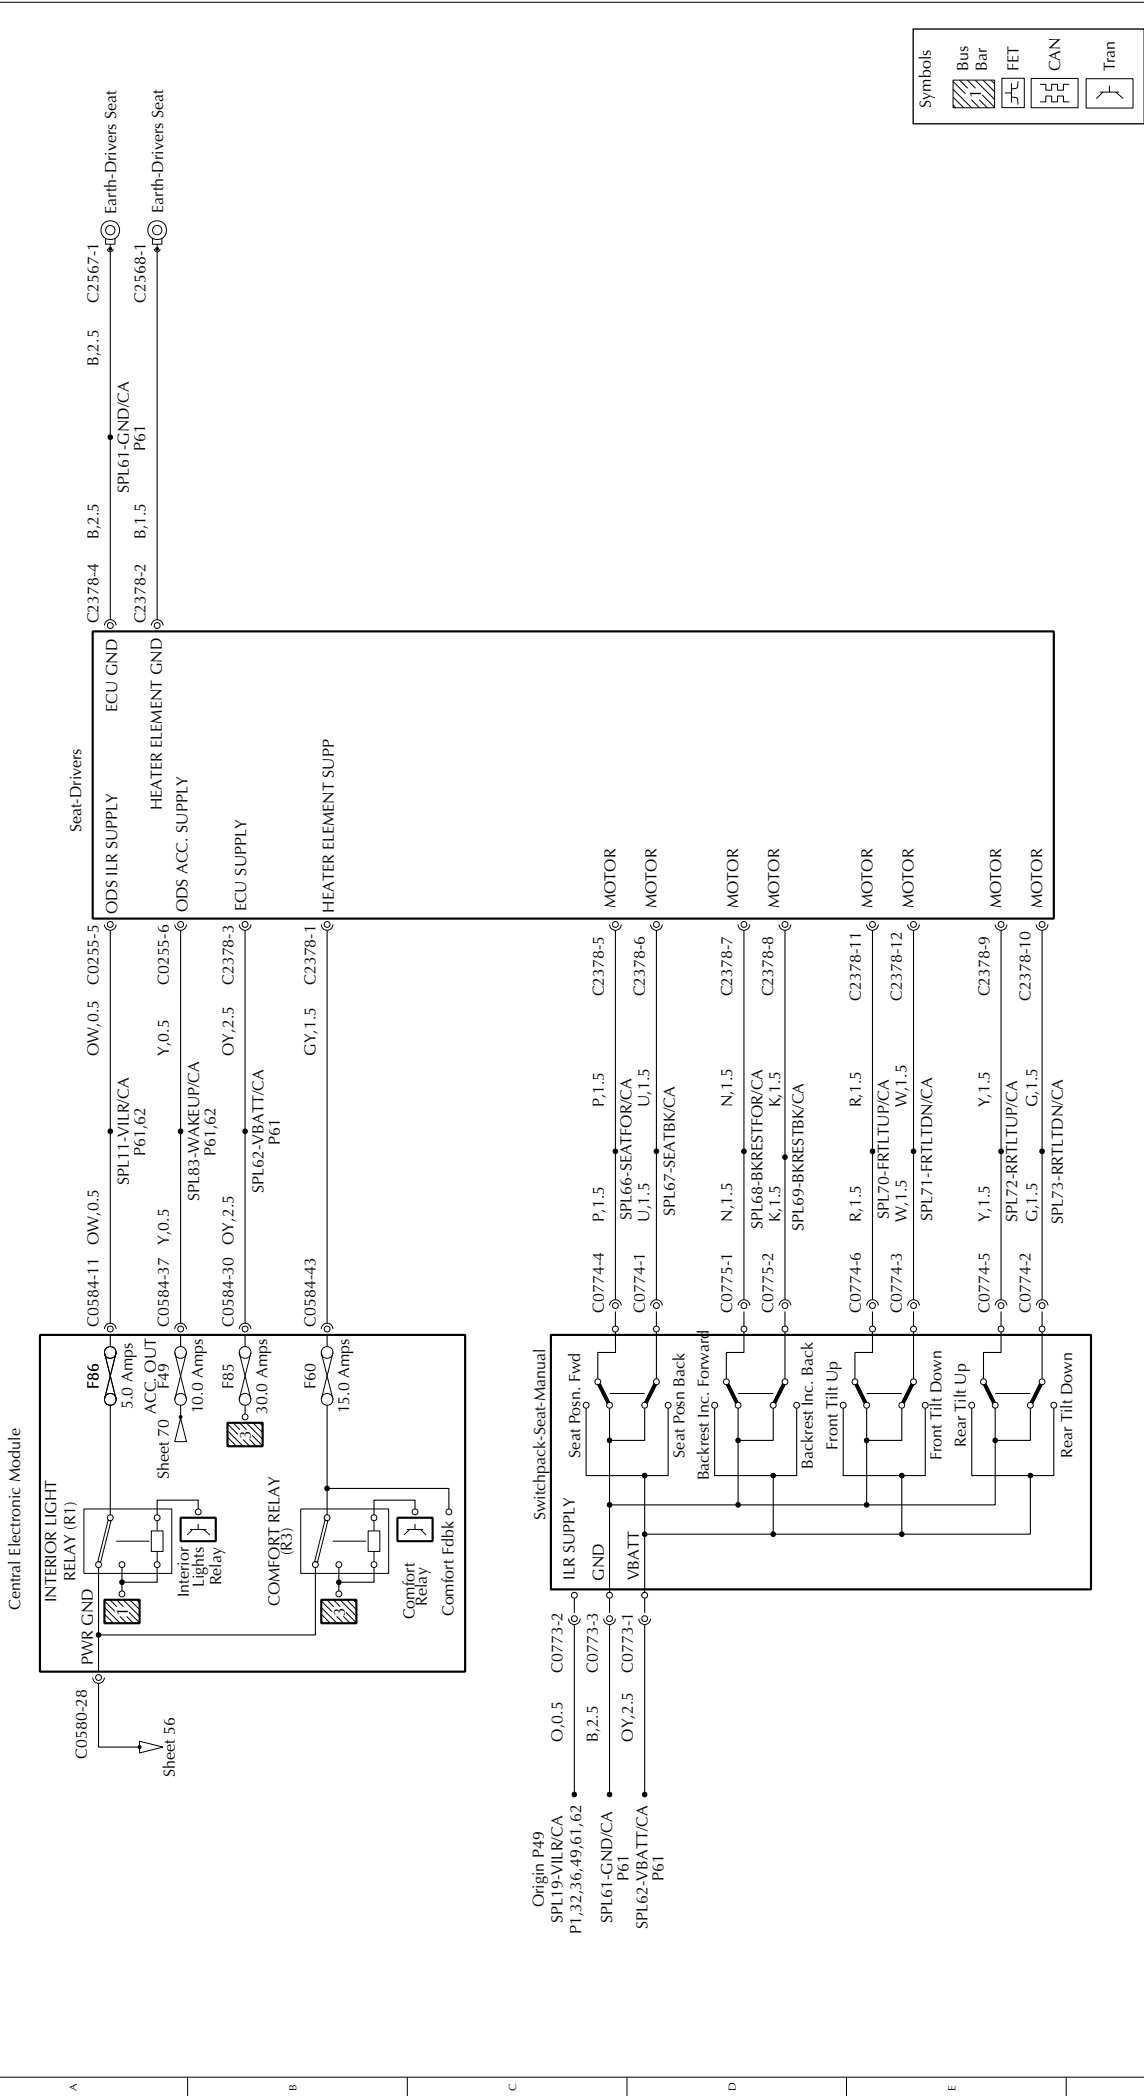 Central Electronic Module
INTERIOR LIGHT
RELAY (R1)
PWR GND
C0580-28
Sheet 56
1
Interior
Lights
Relay
F86
5.0 Amps
ACC. OUT
F49
10.0 Amps
Sheet 70
F85
30.0 Amps
3
F60
15.0 Amps
COMFORT RELAY
(R3)
3
Comfort
Relay
Comfort Fdbk
C0584-11
OW,0.5
OW,0.5
C0255-5
SPL11-VILR/CA
P61,62
C0584-37
Y,0.5
Y,0.5
C0255-6
SPL83-WAKEUP/CA
P61,62
C0584-30
OY,2.5
OY,2.5
C2378-3
SPL62-VBATT/CA
P61
C0584-43
GY,1.5
C2378-1
Seat-Drivers
ODS ILR SUPPLY
ECU GND
HEATER ELEMENT GND
ODS ACC. SUPPLY
ECU SUPPLY
HEATER ELEMENT SUPP
MOTOR
MOTOR
MOTOR
MOTOR
MOTOR
MOTOR
MOTOR
MOTOR
C2378-4
B,2.5
B,2.5
C2567-1
Earth-Drivers Seat
SPL61-GND/CA
P61
C2378-2
B,1.5
C2568-1
Earth-Drivers Seat
Symbols
1
Bus
Bar
FET
CAN
Tran
Switchpack-Seat-Manual
ILR SUPPLY
GND
VBATT
Seat Posn. Fwd
Seat Posn Back
Backrest Inc. Forward
Backrest Inc. Back
Front Tilt Up
Front Tilt Down
Rear Tilt Up
Rear Tilt Down
Origin P49
SPL19-VILR/CA
P1,32,36,49,61,62
O,0.5
C0773-2
SPL61-GND/CA
P61
B,2.5
C0773-3
SPL62-VBATT/CA
P61
OY,2.5
C0773-1
C0774-4
P,1.5
P,1.5
C2378-5
SPL66-SEATFOR/CA
C0774-1
U,1.5
U,1.5
C2378-6
SPL67-SEATBK/CA
C0775-1
N,1.5
N,1.5
C2378-7
SPL68-BKRESTFOR/CA
C0775-2
K,1.5
K,1.5
C2378-8
SPL69-BKRESTBK/CA
C0774-6
R,1.5
R,1.5
C2378-11
SPL70-FRTLTUP/CA
C0774-3
W,1.5
W,1.5
C2378-12
SPL71-FRTLTDN/CA
C0774-5
Y,1.5
Y,1.5
C2378-9
SPL72-RRTLTUP/CA
C0774-2
G,1.5
G,1.5
C2378-10
SPL73-RRTLTDN/CA
A
B
C
D
E